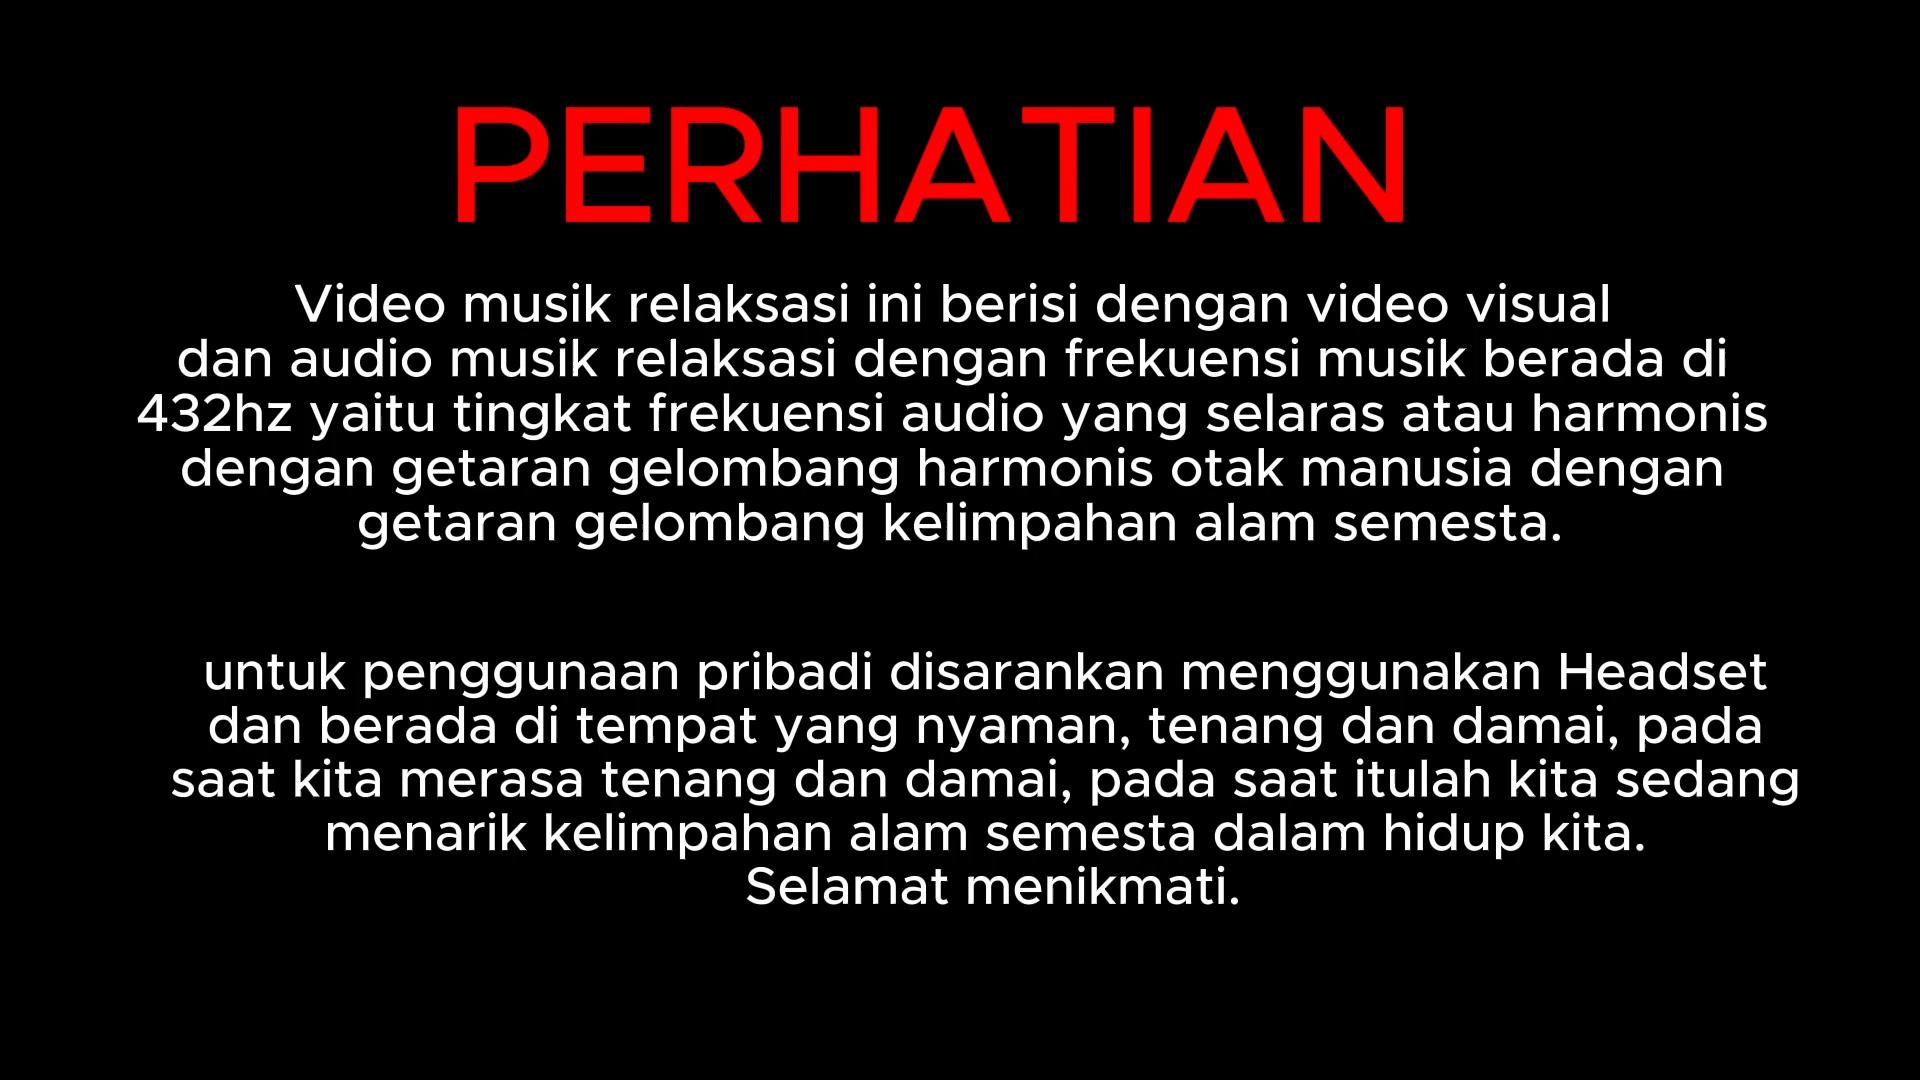 PERHATIAN
Video musik relaksasi ini berisi dengan video visual
dan audio musik relaksasi dengan frekuensi musik berada di
432hz yaitu tingkat frekuensi audio yang selaras atau harmonis
dengan getaran gelombang harmonis otak manusia dengan
getaran gelombang kelimpahan alam semesta.
untuk penggunaan pribadi disarankan menggunakan Headset
dan berada di tempat yang nyaman, tenang dan damai, pada
saat kita merasa tenang dan damai, pada saat itulah kita sedang
menarik kelimpahan alam semesta dalam hidup kita.
Selamat menikmati.